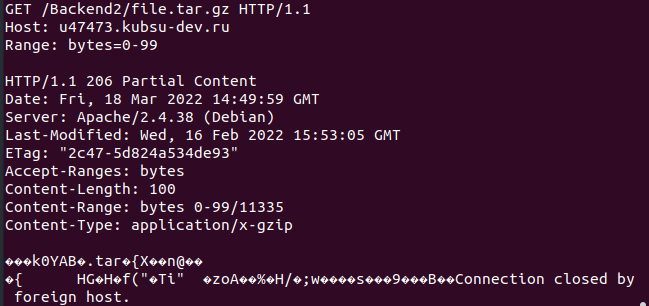 GET /Backend2/file.tar.gz HTTP/1.1
Host: u47473.kubsu-dev.ru
Range: bytes=0-99

HTTP/1.1 206 Partial Content
Date: Fri, 18 Mar 2022 14:49:59 GMT
Server: Apache/2.4.38 (Debian)
Last-Modified: Wed, 16 Feb 2022 15:53:05 GMT
ETag: "2c47-5d824a534de93"
Accept-Ranges: bytes
Content-Length: 100
Content-Range: bytes 0-99/11335
Content-Type: application/x-gzip

���k0YAB�.tar�{X��n@��
�{      HG�H�f("�Ti"  �zoA��%�H/�;w����s���9���B��Connection closed by
 foreign host.